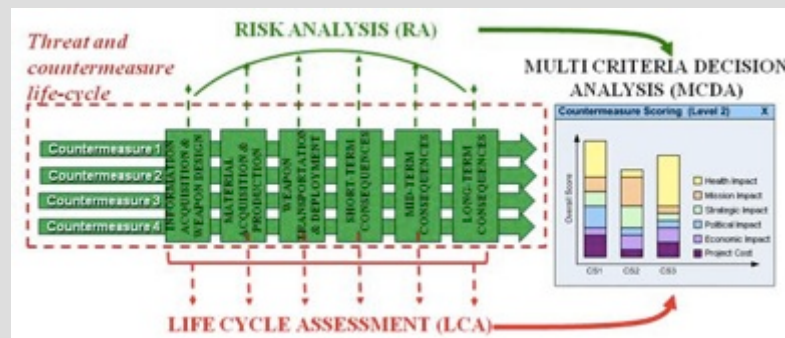 RISK ANALYSIS (RA)
Threat and
countermeasure
life-cycle
MULTI CRITERIA DECISION
ANALYSIS (MCDA)
Countermeasure 1
Countermeasure 2
Countermeasure 3
Countermeasure 4
INFORMATION
ACQUISITION &
WEAPON DESIGN
MATERIAL
ACQUISITION &
PRODUCTION
WEAPON
TRANSPORTATION
& DEPLOYMENT
SHORT TERM
CONSEQUENCES
MID-TERM
CONSEQUENCES
LONG-TERM
CONSEQUENCES
Countermeasure Scoring (Level 2) X
Overall Score
Health Impact
Mission Impact
Strategic Impact
Political Impact
Economic Impact
Project Cost
CS1 CS2 CS3
LIFE CYCLE ASSESSMENT (LCA)